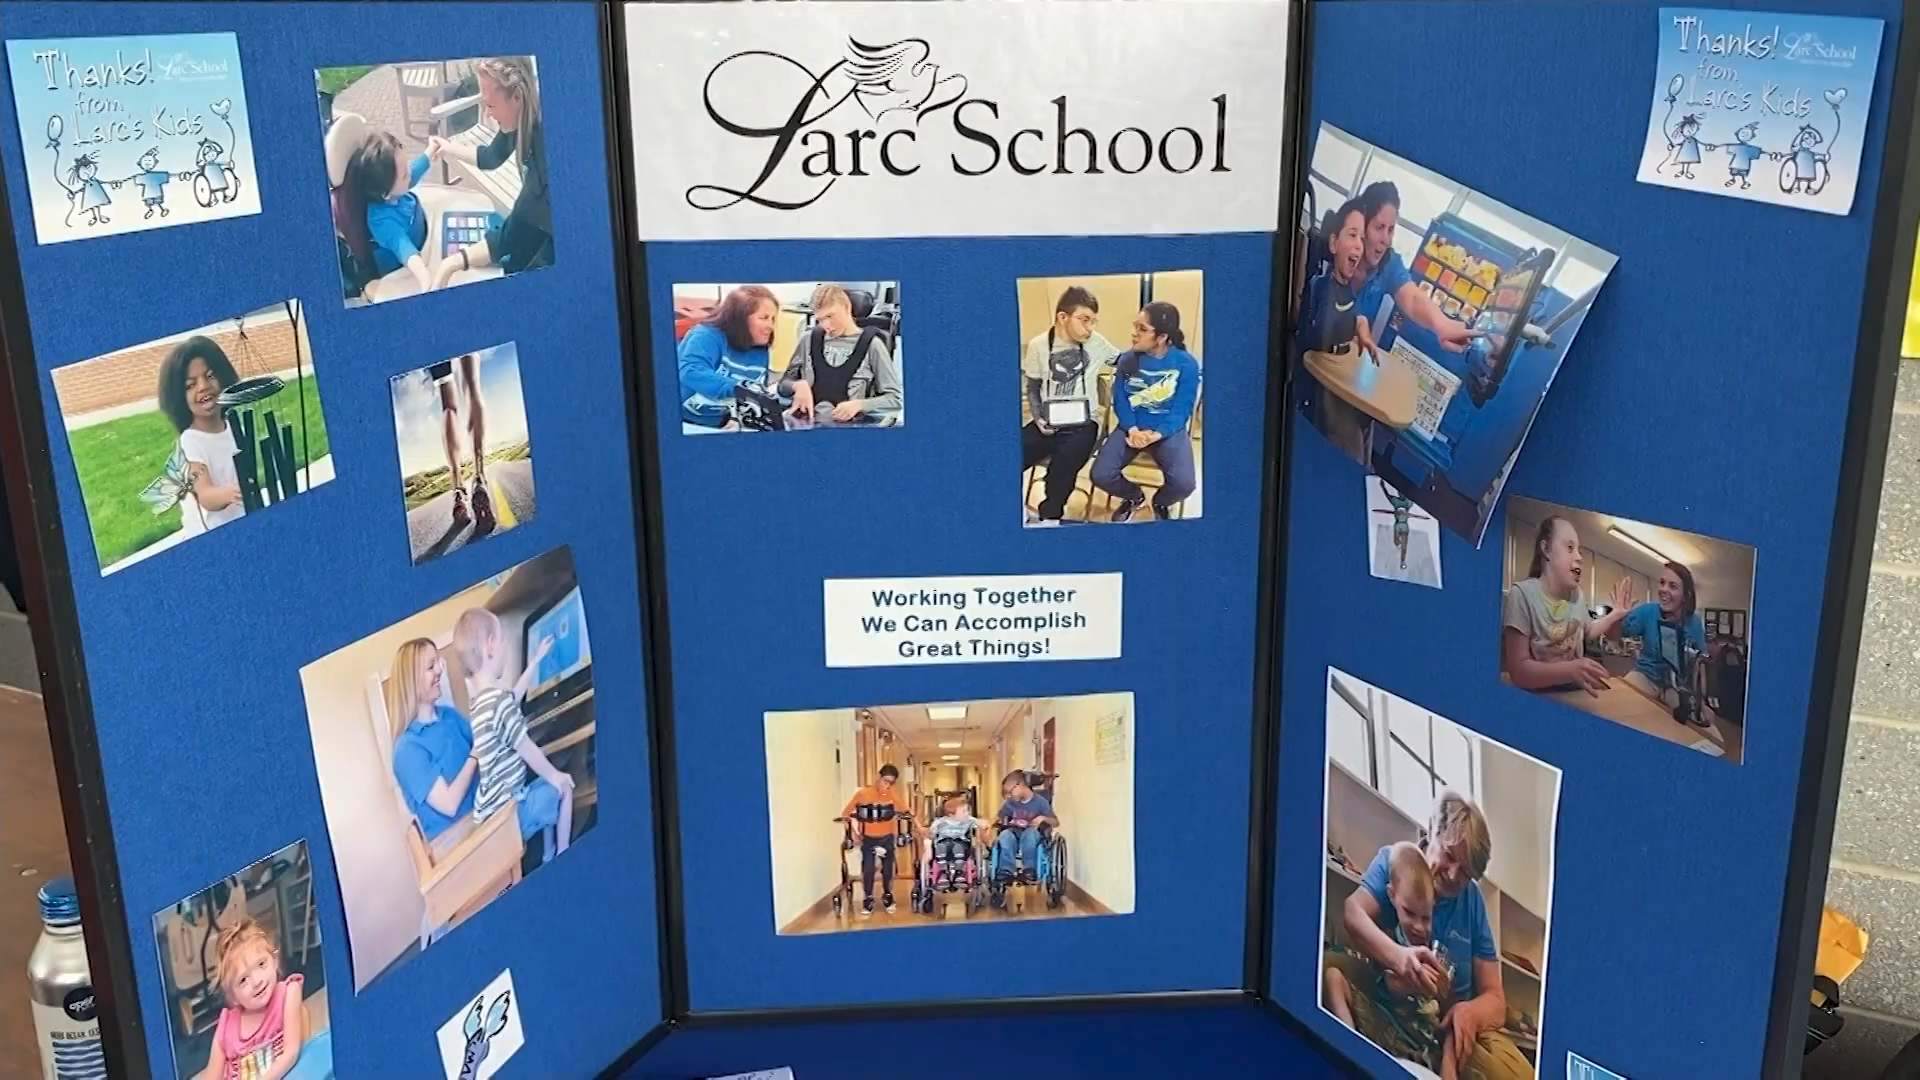 Thanks!
Larc School
from
Larc's Kids
Larc School
Thanks!
Larc School
from
Larc's Kids
Working Together
We Can Accomplish
Great Things!